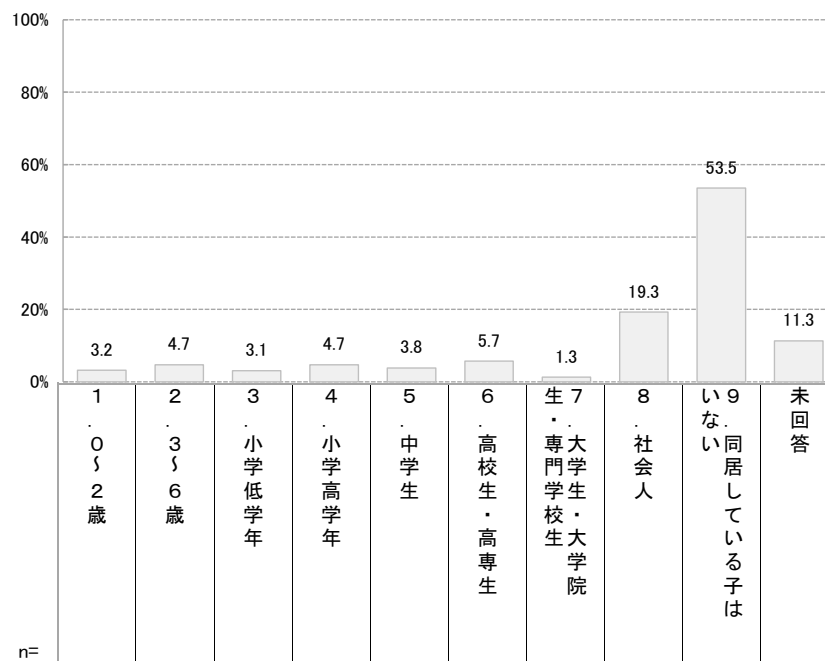 100%
80%
60%
40%
20%
0%
3.2
4.7
3.1
4.7
3.8
5.7
1.3
19.3
53.5
11.3
１.０～２歳
２.３～６歳
３.小学低学年
４.小学高学年
５.中学生
６.高校生・高専生
７.大学生・大学院
生・専門学校生
８.社会人
９.同居している子は
いない
未回答
n=